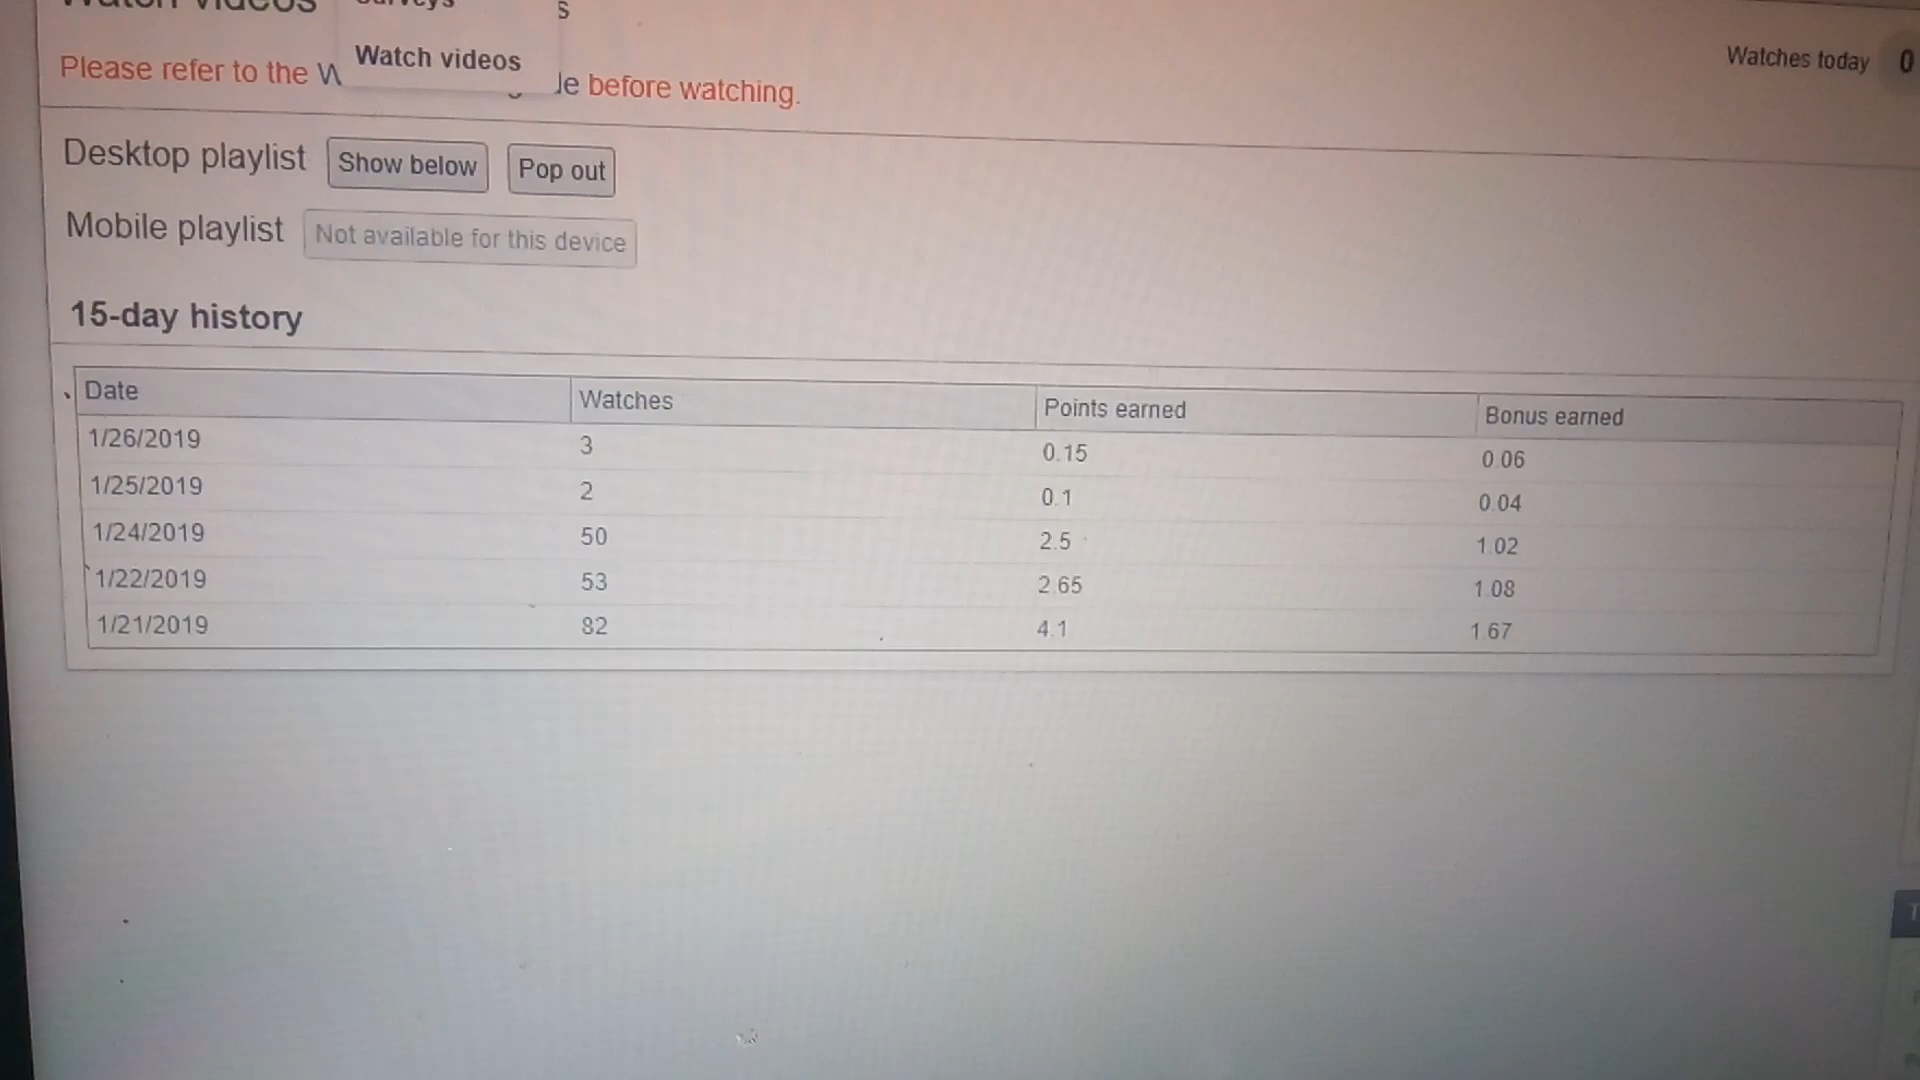 Watch videos
Surveys
s
Watch videos
Please refer to the W
le before watching.
Watches today 0
Desktop playlist Show below Pop out
Mobile playlist Not available for this device
15-day history
Date Watches Points earned Bonus earned
1/26/2019 3 0.15 0.06
1/25/2019 2 0.1 0.04
1/24/2019 50 2.5 1.02
1/22/2019 53 2.65 1.08
1/21/2019 82 4.1 1.67
T